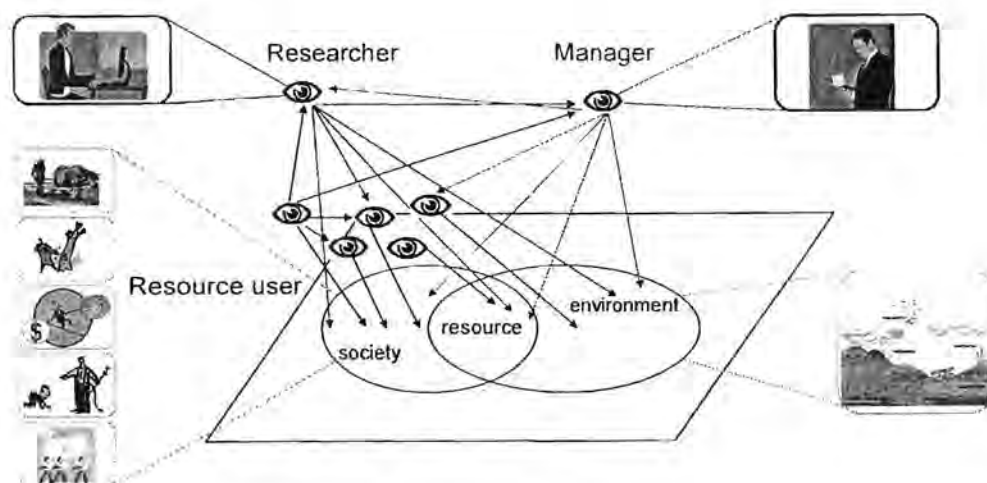 Researcher
Manager
Resource user
$
society
resource
environment